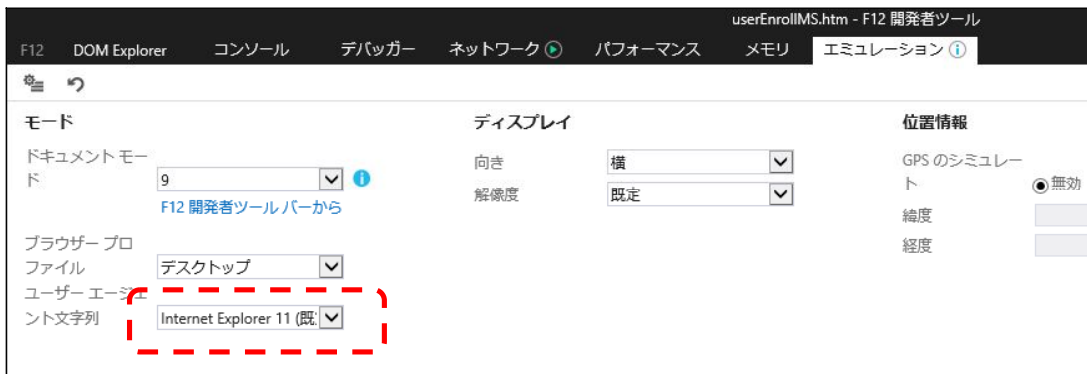 userEnrollMS.htm - F12 開発者ツール
F12 DOM Explorer コンソール デバッガー ネットワーク パフォーマンス メモリ エミュレーション
モード
ドキュメント モー
ド
9
F12 開発者ツール バーから
ブラウザー プロ
ファイル
デスクトップ
ユーザー エージェ
ント文字列
Internet Explorer 11 (既
ディスプレイ
向き
横
解像度
既定
位置情報
GPS のシミュレー
ト
無効
緯度
経度